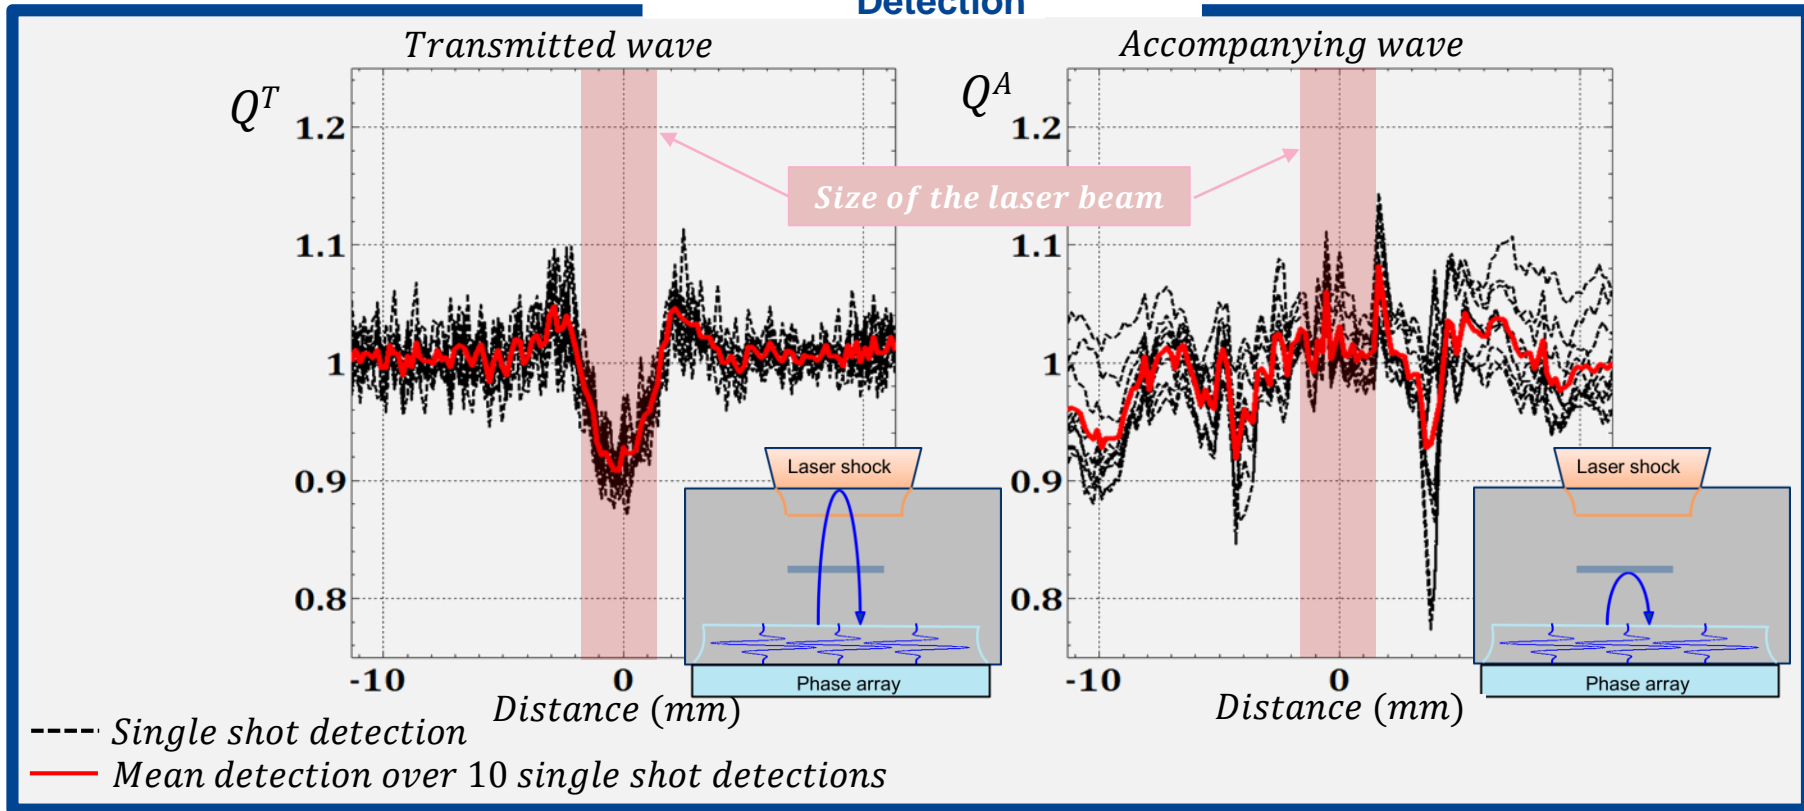 Detection
Transmitted wave
Accompanying wave
Q^T
Q^A
1.2
1.1
1
0.9
0.8
-10
0
Distance (mm)
1.2
1.1
1
0.9
0.8
-10
0
Distance (mm)
Size of the laser beam
Laser shock
Phase array
Laser shock
Phase array
Single shot detection
Mean detection over 10 single shot detections